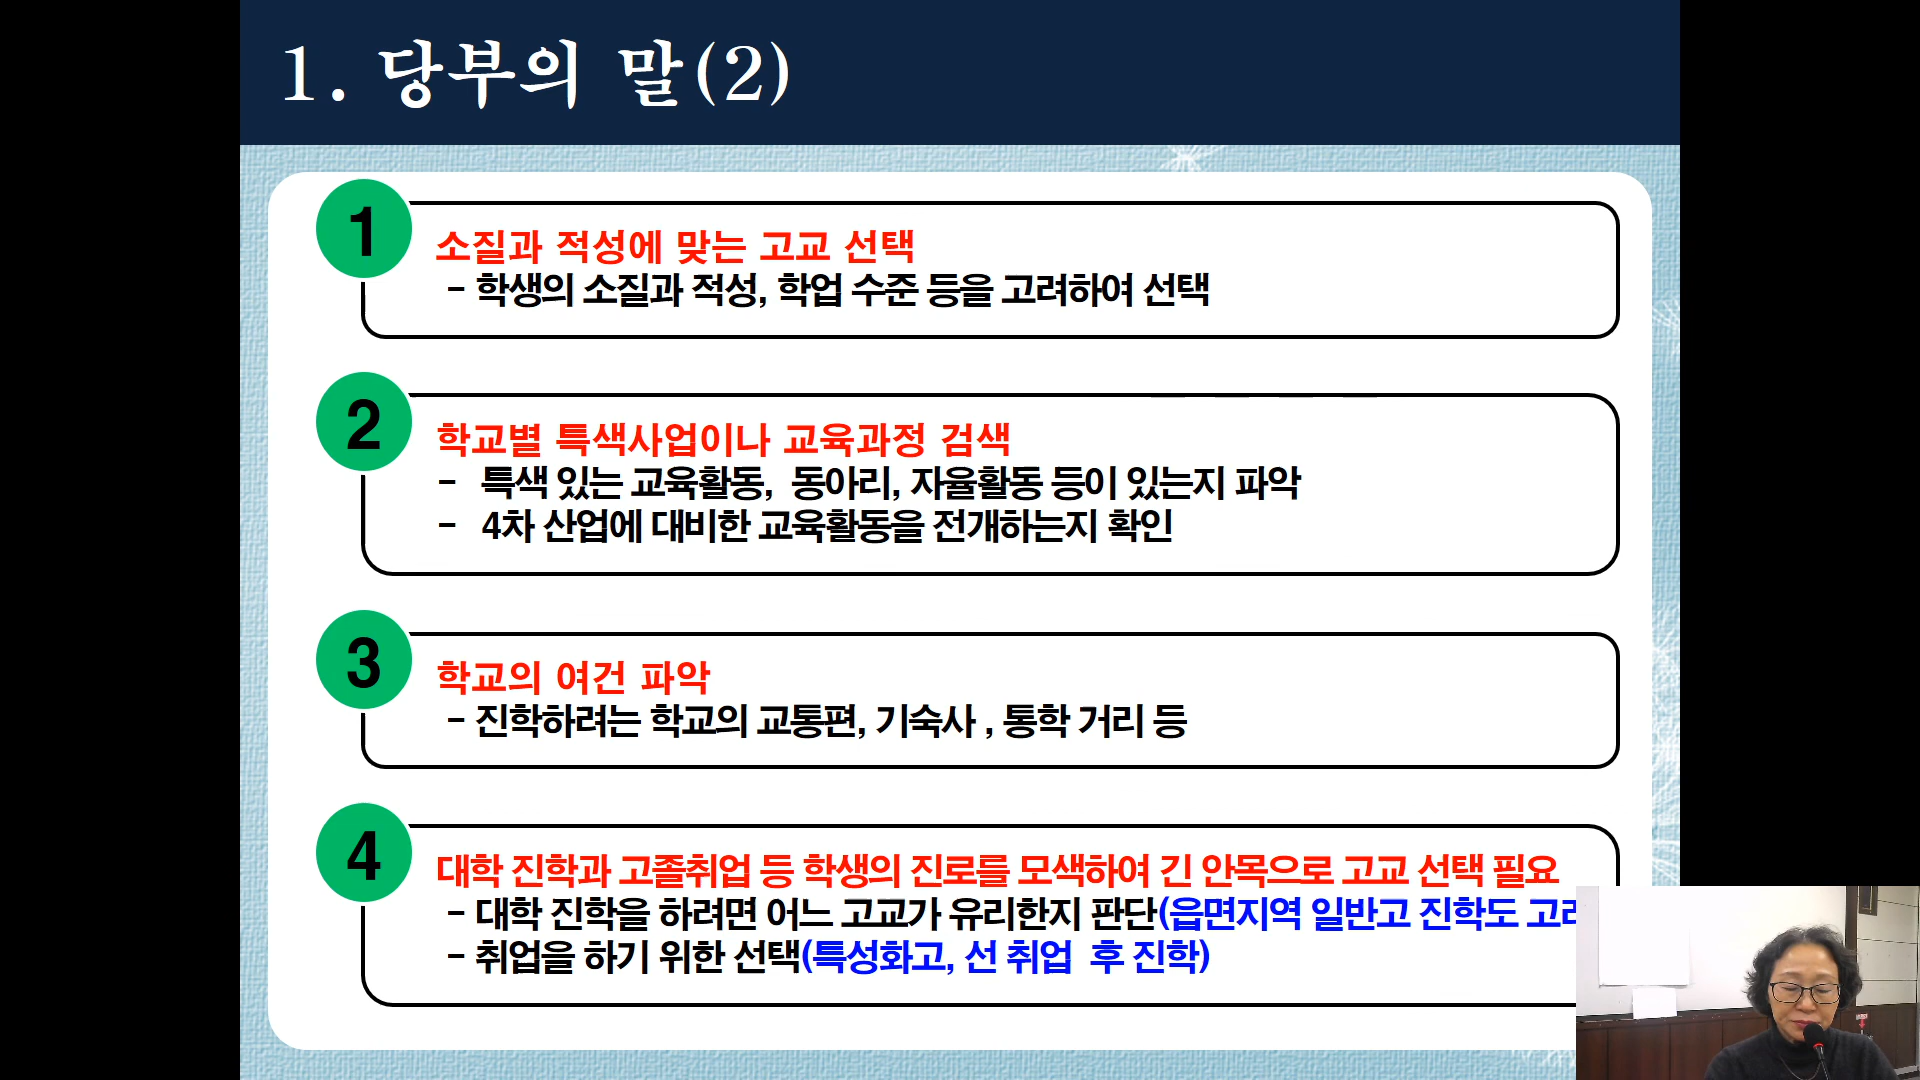 1. 당부의 말(2)
1
소질과 적성에 맞는 고교 선택
- 학생의 소질과 적성, 학업 수준 등을 고려하여 선택
2
학교별 특색사업이나 교육과정 검색
- 특색 있는 교육활동, 동아리, 자율활동 등이 있는지 파악
- 4차 산업에 대비한 교육활동을 전개하는지 확인
3
학교의 여건 파악
- 진학하려는 학교의 교통편, 기숙사 , 통학 거리 등
4
대학 진학과 고졸취업 등 학생의 진로를 모색하여 긴 안목으로 고교 선택 필요
- 대학 진학을 하려면 어느 고교가 유리한지 판단(읍면지역 일반고 진학도
- 취업을 하기 위한 선택(특성화고, 선 취업 후 진학)